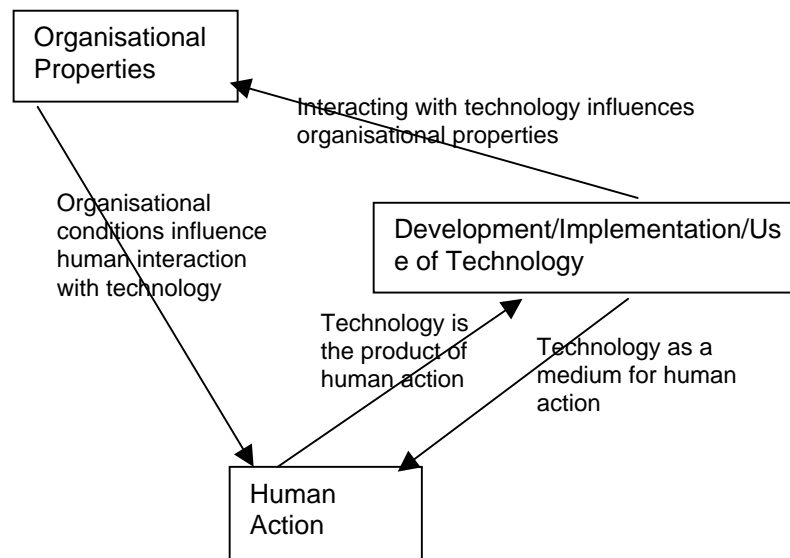 Organisational
Properties
Interacting with technology influences
organisational properties
Organisational
conditions influence
human interaction
with technology
Development/Implementation/Us
e of Technology
Technology is
the product of
human action
Technology as a
medium for human
action
Human
Action